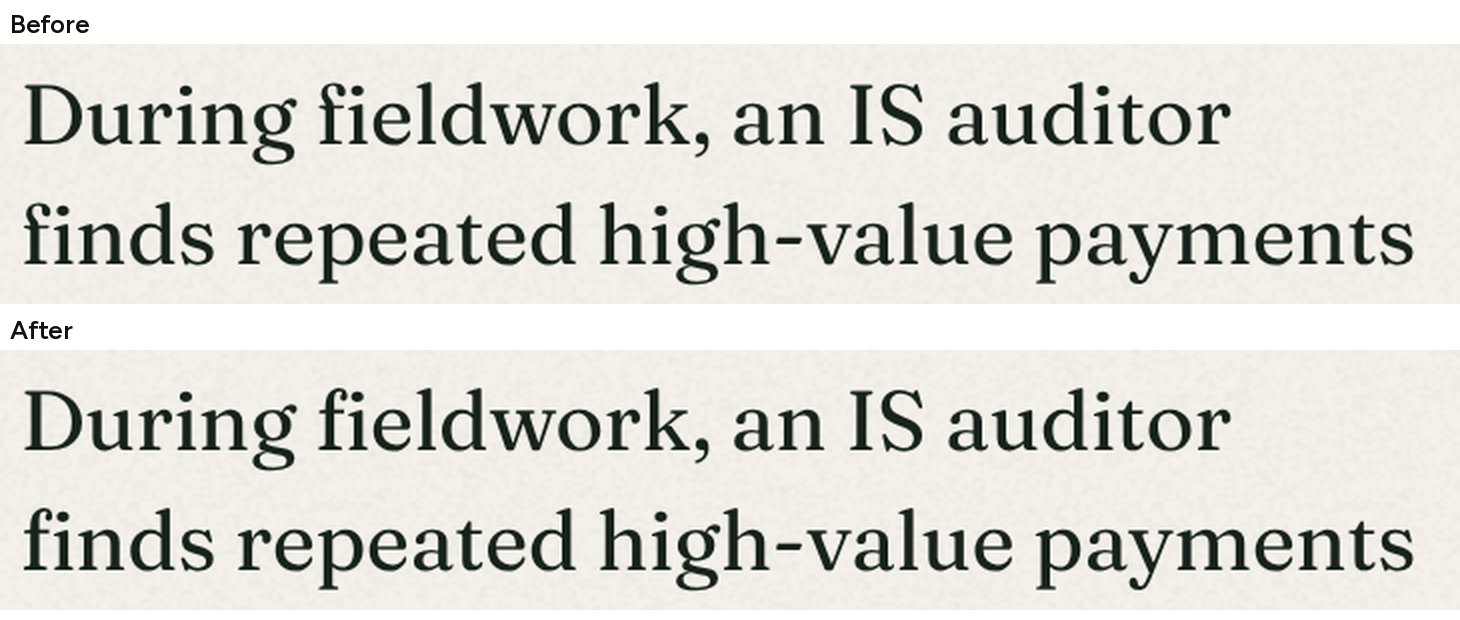 Before
During fieldwork, an IS auditor
finds repeated high-value payments
After
During fieldwork, an IS auditor
finds repeated high-value payments